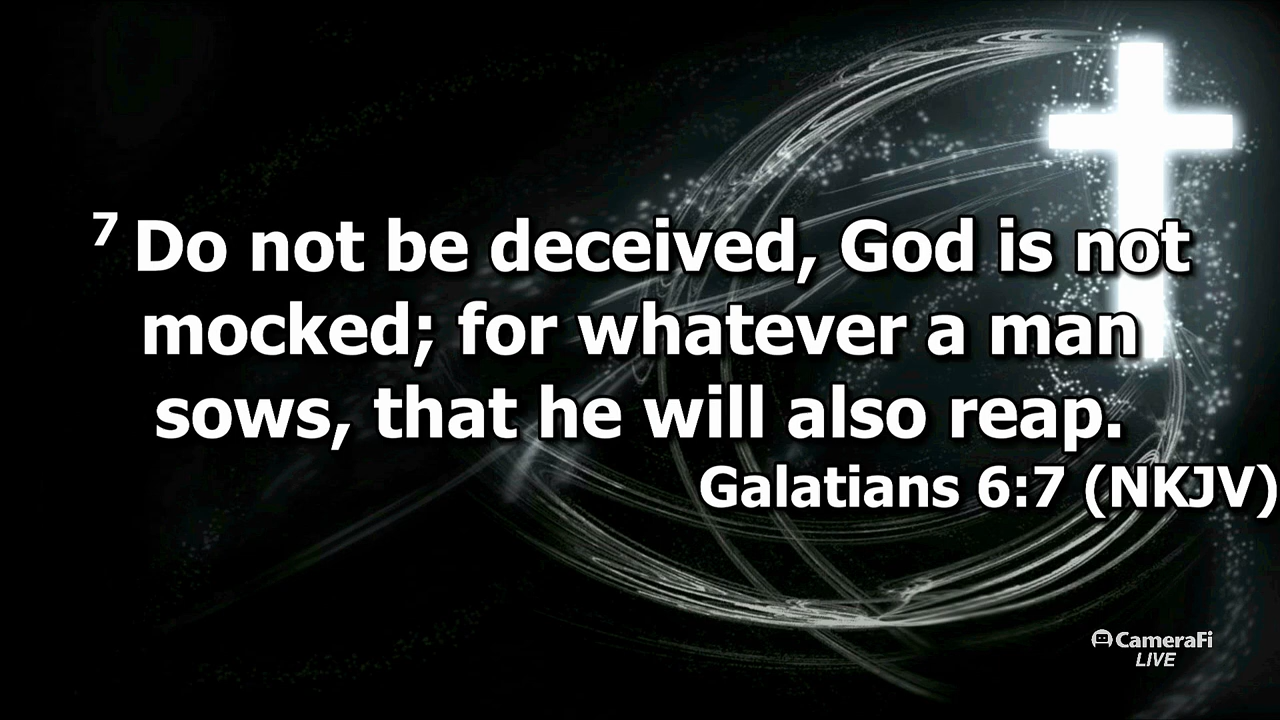 7 Do not be deceived, God is not
mocked; for whatever a man
sows, that he will also reap.
Galatians 6:7 (NKJV)
CameraFi
LIVE